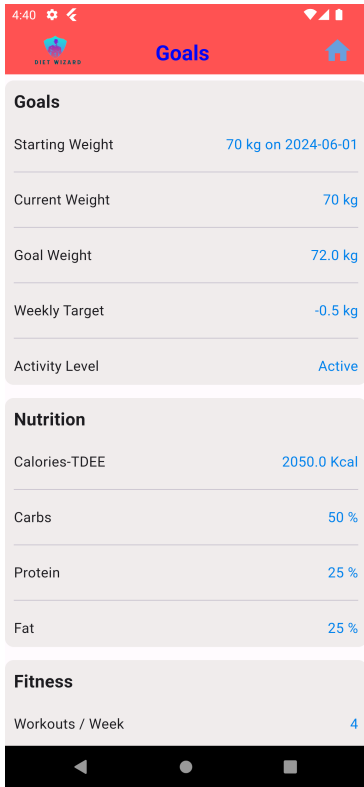 4:40
DIET WIZARD
Goals
Goals
Starting Weight 70 kg on 2024-06-01
Current Weight 70 kg
Goal Weight 72.0 kg
Weekly Target -0.5 kg
Activity Level Active
Nutrition
Calories-TDEE 2050.0 Kcal
Carbs 50 %
Protein 25 %
Fat 25 %
Fitness
Workouts / Week 4